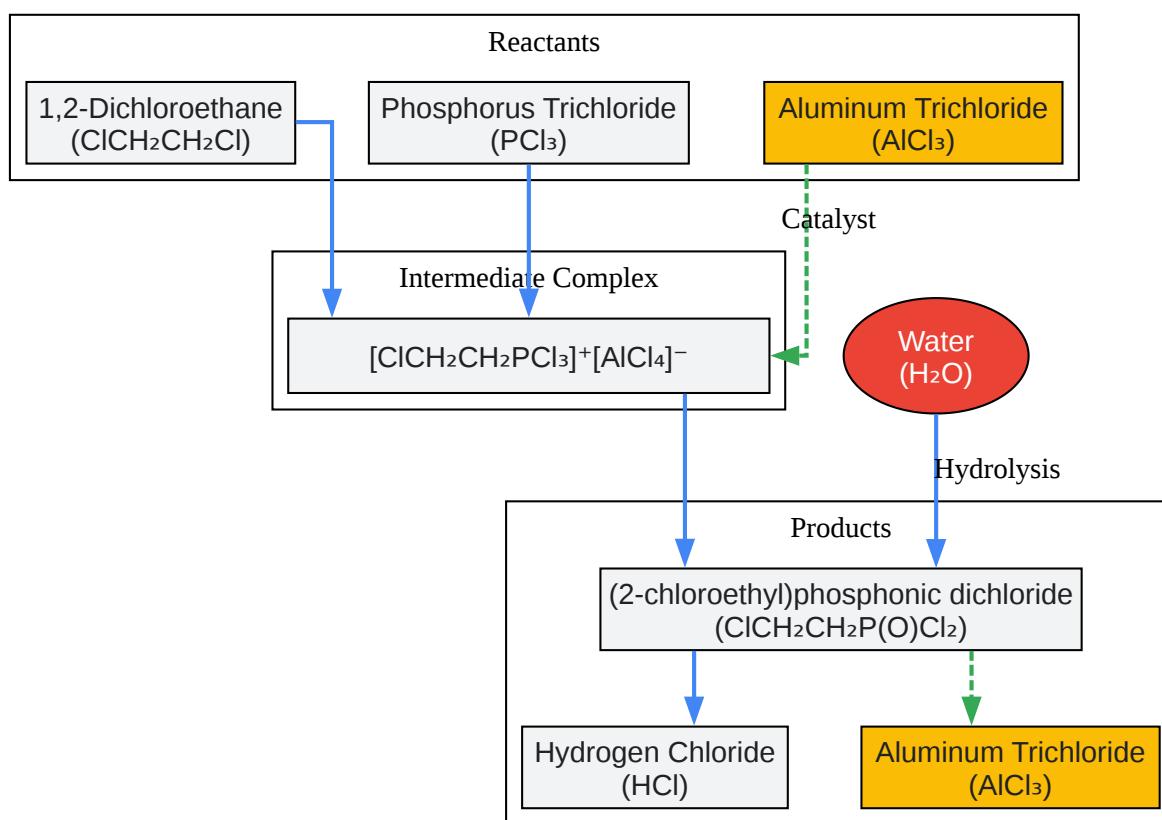 Reactants
1,2-Dichloroethane
(ClCH₂CH₂Cl)
Phosphorus Trichloride
(PCl₃)
Aluminum Trichloride
(AlCl₃)
Catalyst
Intermediate Complex
[ClCH₂CH₂PCl₃]⁺[AlCl₄]⁻
Water
(H₂O)
Hydrolysis
Products
(2-chloroethyl)phosphonic dichloride
(ClCH₂CH₂P(O)Cl₂)
Hydrogen Chloride
(HCl)
Aluminum Trichloride
(AlCl₃)